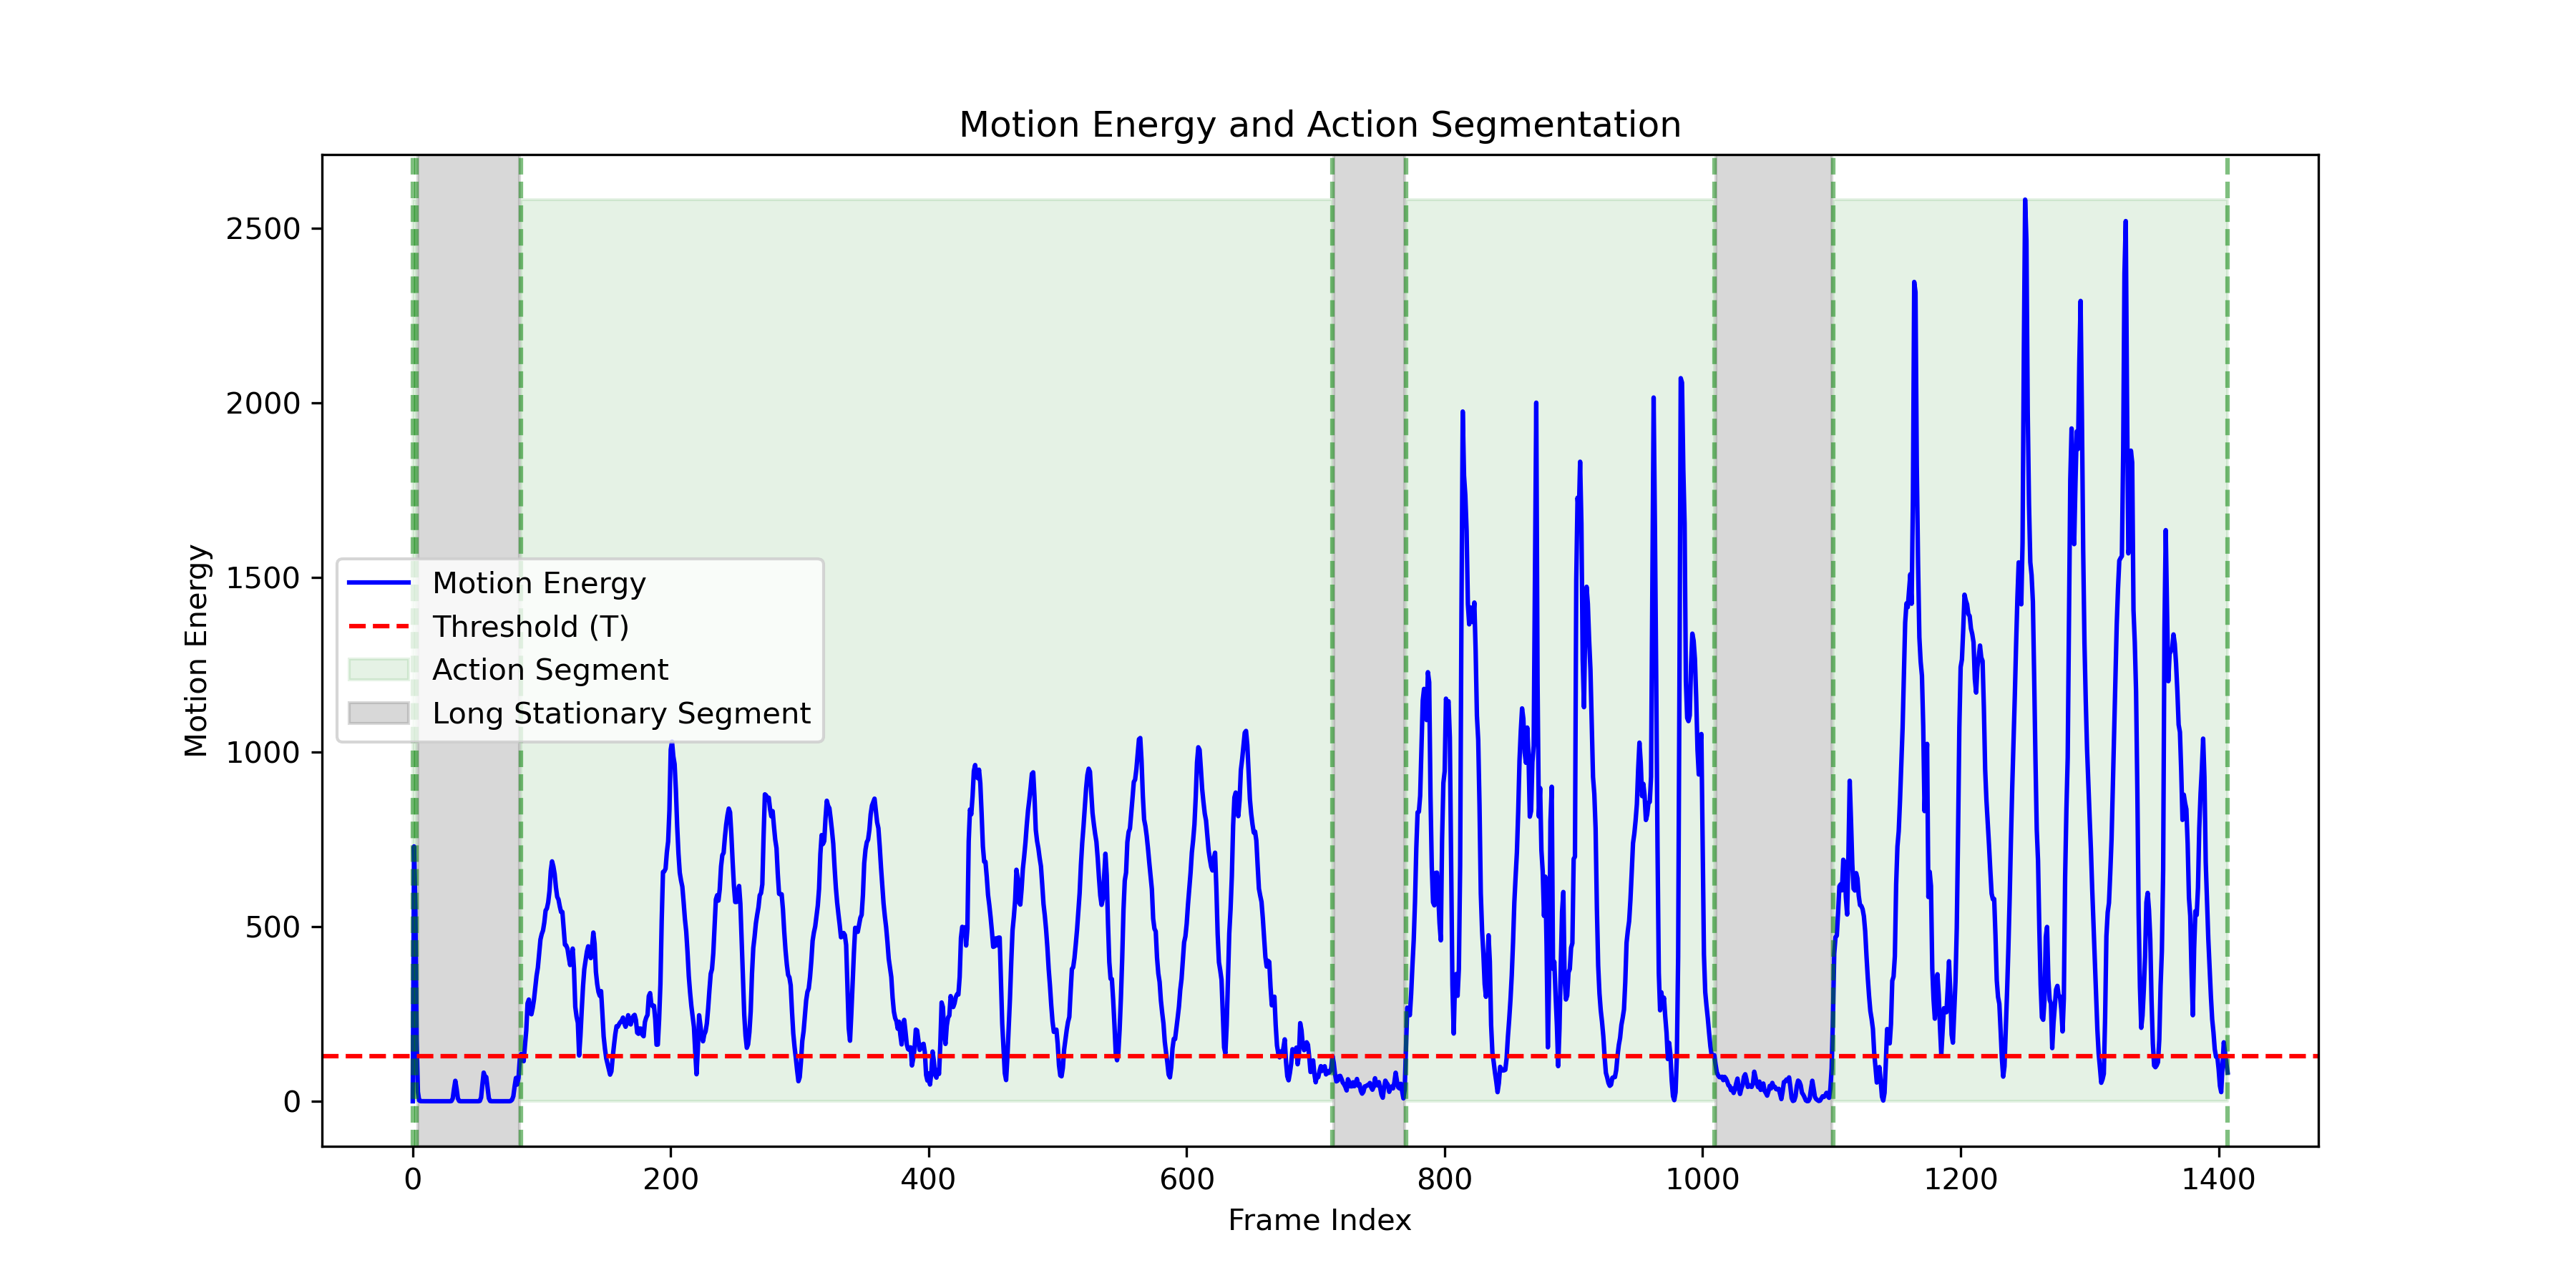 Motion Energy and Action Segmentation
Motion Energy
2500
2000
1500
1000
500
0
Motion Energy
Threshold (T)
Action Segment
Long Stationary Segment
0 200 400 600 800 1000 1200 1400
Frame Index